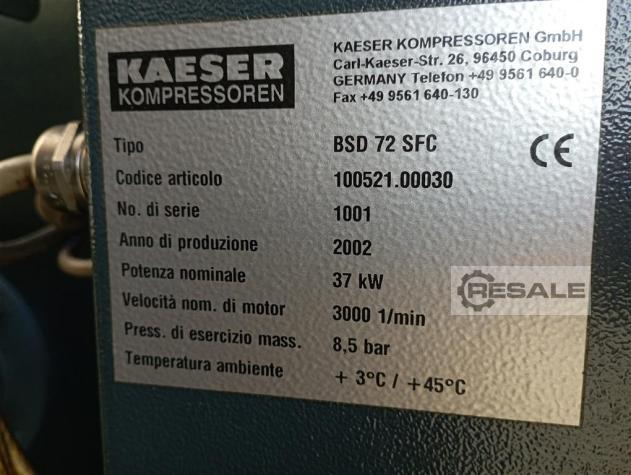 KAESER
KOMPRESSOREN
KAESER KOMPRESSOREN GmbH
Carl-Kaeser-Str. 26, 96450 Coburg
GERMANY Telefon +49 9561 640-0
Fax +49 9561 640-130
Tipo BSD 72 SFC
CE
Codice articolo 100521.00030
No. di serie 1001
Anno di produzione 2002
Potenza nominale 37 kW
Velocità nom. di motor 3000 1/min
Press. di esercizio mass. 8,5 bar
Temperatura ambiente + 3°C / +45°C
RESALE